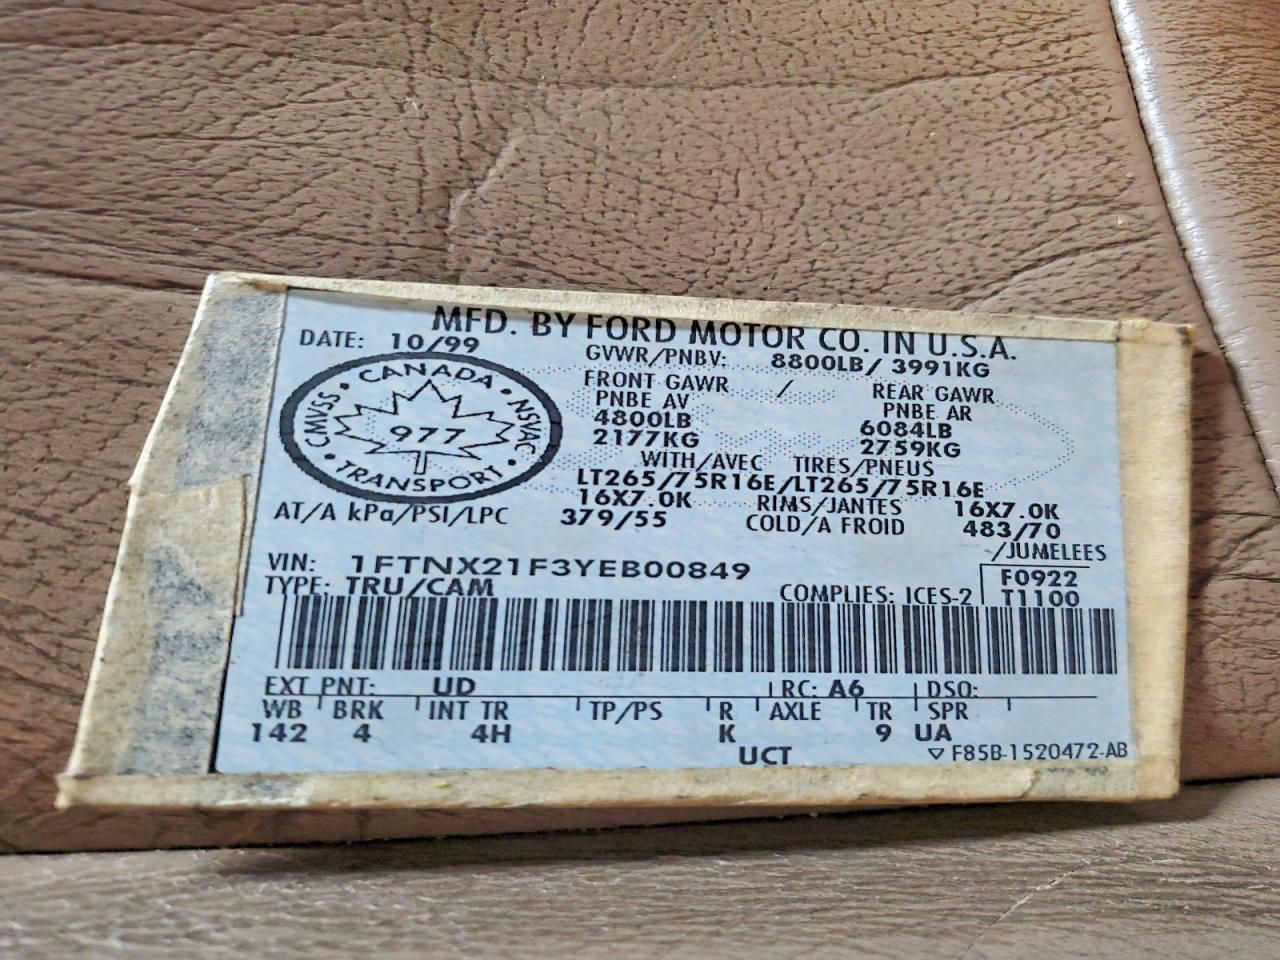 MFD. BY FORD MOTOR CO. IN U.S.A.
DATE: 10/99
GVWR/PNBV: 8800LB/ 3991KG
CANADA
CMVSS
NSVAC
977
TRANSPORT
FRONT GAWR / REAR GAWR
PNBE AV PNBE AR
4800LB 6084LB
2177KG 2759KG
WITH/AVEC TIRES/PNEUS
LT265/75R16E/LT265/75R16E
16X7.0K RIMS/JANTES 16X7.0K
AT/A kPa/PSI/LPC 379/55 COLD/A FROID 483/70
/JUMELEES
VIN: 1FTNX21F3YEB00849
F0922
TYPE: TRU/CAM COMPLIES: ICES-2 T1100
EXT PNT: UD RC: A6 DSO:
WB BRK INT TR TP/PS R AXLE TR SPR
142 4 4H K 9 UA
UCT F85B-1520472-AB